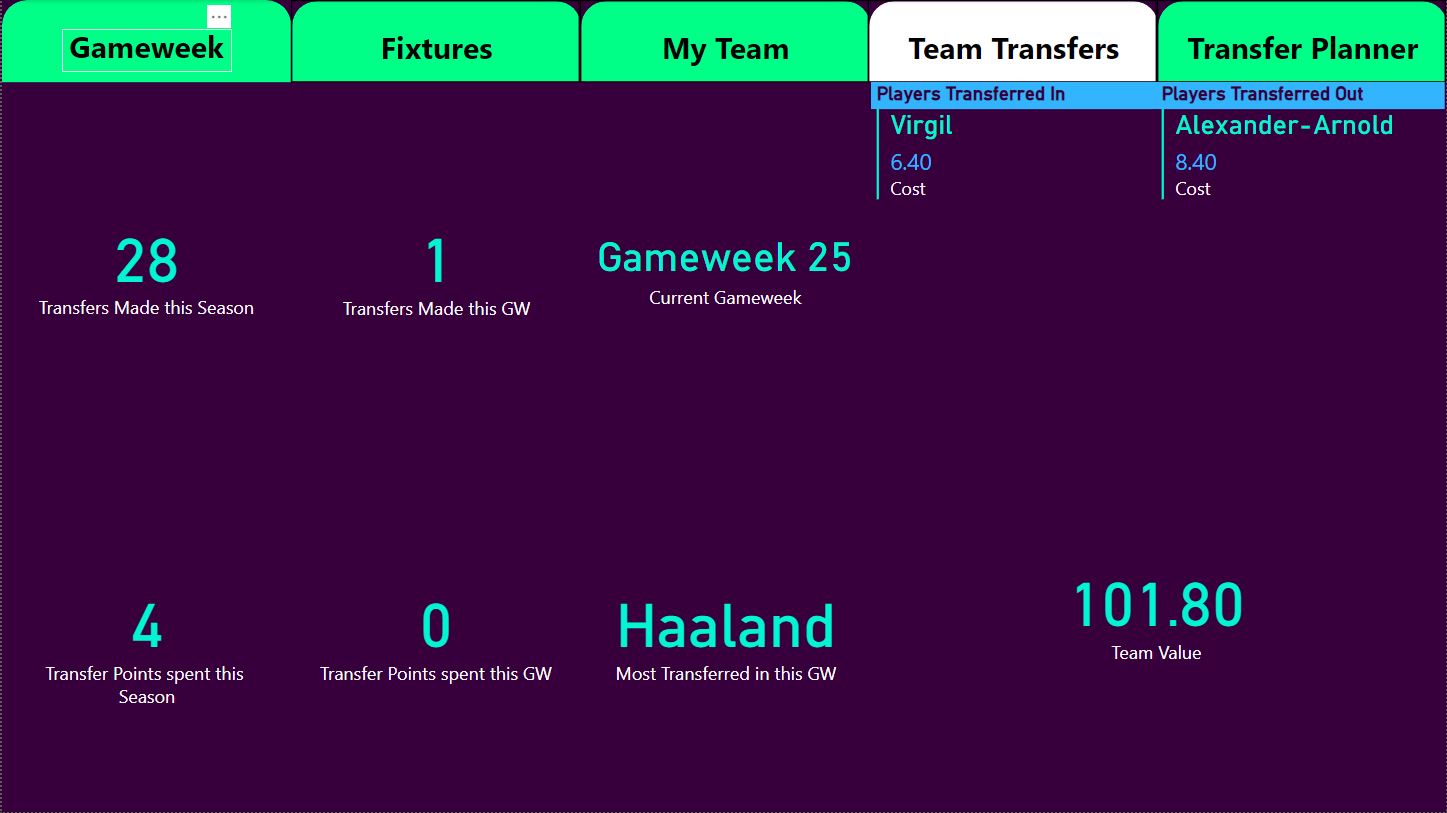 Gameweek
Fixtures
My Team
Team Transfers
Transfer Planner
Players Transferred In
Players Transferred Out
Virgil
6.40
Cost
Alexander-Arnold
8.40
Cost
28
Transfers Made this Season
1
Transfers Made this GW
Gameweek 25
Current Gameweek
4
Transfer Points spent this
Season
0
Transfer Points spent this GW
Haaland
Most Transferred in this GW
101.80
Team Value